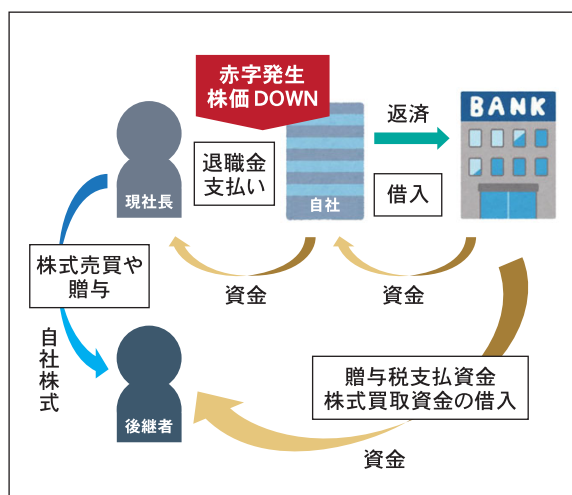 赤字発生
株価DOWN
BANK
返済
退職金
支払い
借入
現社長
自社
株式売買や
贈与
資金
資金
自社株式
贈与税支払資金
株式買取資金の借入
後継者
資金